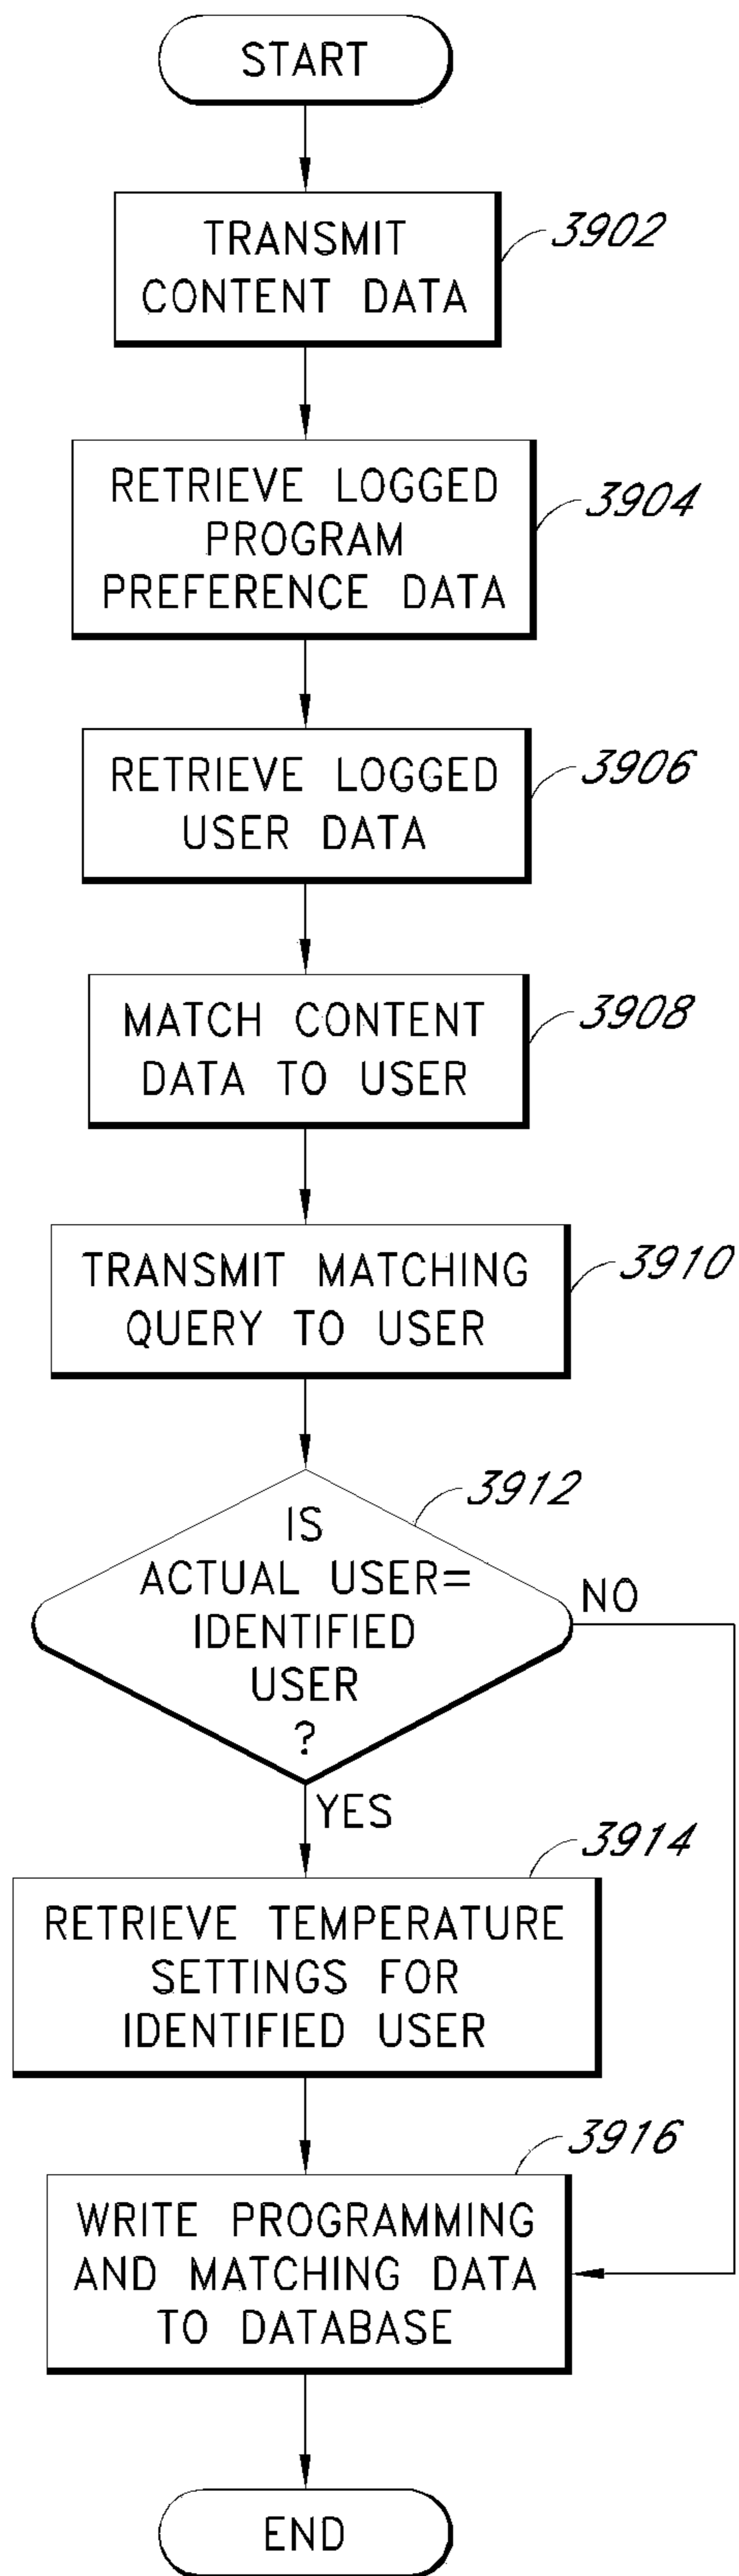 START
TRANSMIT
CONTENT DATA
3902
RETRIEVE LOGGED
PROGRAM
PREFERENCE DATA
3904
RETRIEVE LOGGED
USER DATA
3906
MATCH CONTENT
DATA TO USER
3908
TRANSMIT MATCHING
QUERY TO USER
3910
IS
ACTUAL USER=
IDENTIFIED
USER
?
3912
NO
YES
RETRIEVE TEMPERATURE
SETTINGS FOR
IDENTIFIED USER
3914
WRITE PROGRAMMING
AND MATCHING DATA
TO DATABASE
3916
END